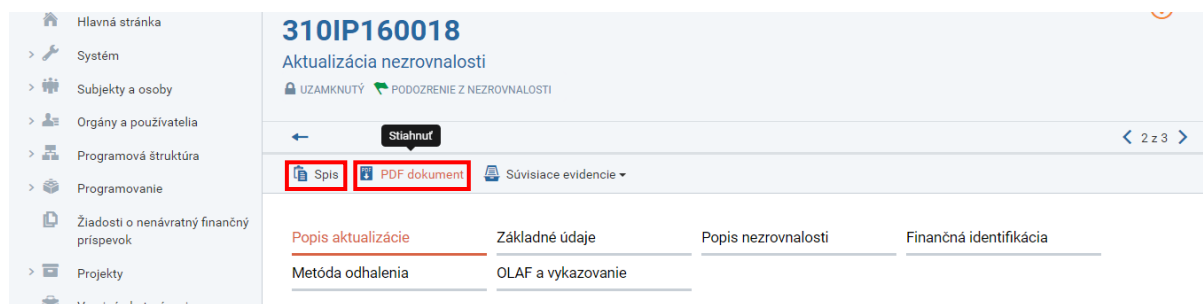 Hlavná stránka
Systém
Subjekty a osoby
Orgány a používatelia
Programová štruktúra
Programovanie
Žiadosti o nenávratný finančný
príspevok
Projekty
310IP160018
Aktualizácia nezrovnalosti
UZAMKNUTÝ PODOZRENIE Z NEZROVNALOSTI
Stiahnuť
2 z 3
Spis PDF dokument Súvisiace evidencie
Popis aktualizácie Základné údaje Popis nezrovnalosti Finančná identifikácia
Metóda odhalenia OLAF a vykazovanie